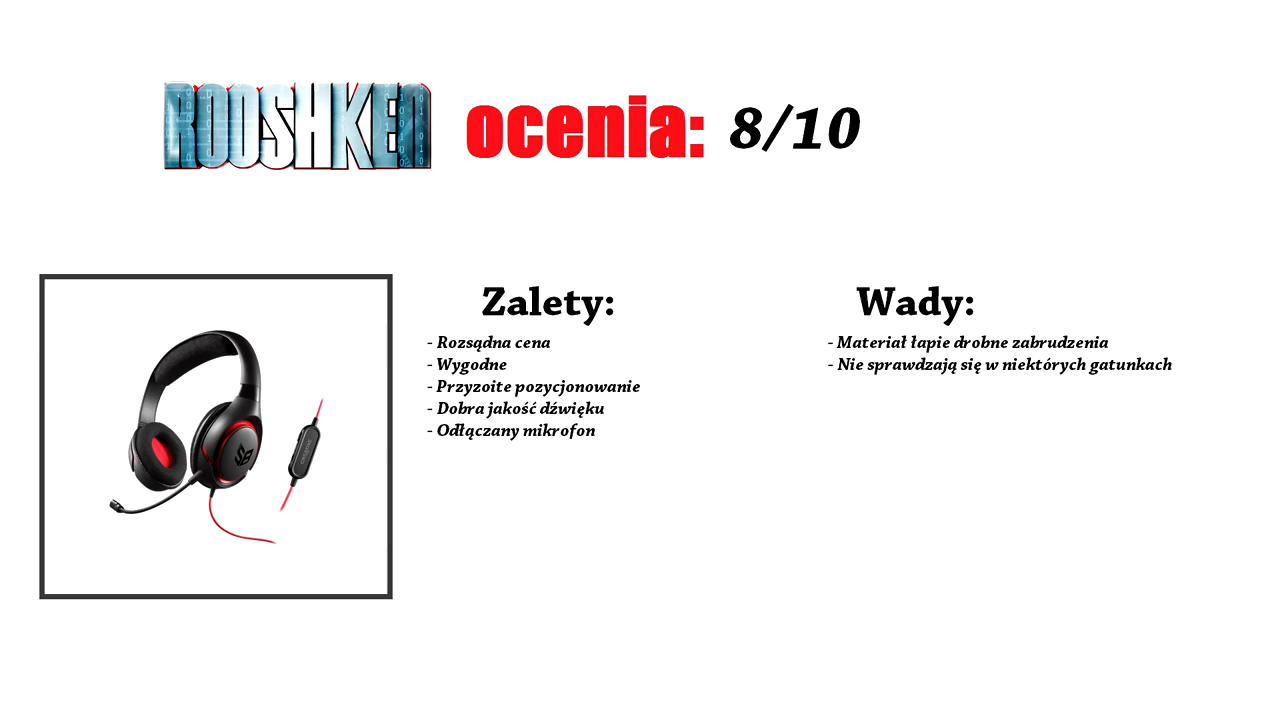 ROOSHKEN ocenia: 8/10
Zalety:
- Rozsądna cena
- Wygodne
- Przyzoite pozycjonowanie
- Dobra jakość dźwięku
- Odłączany mikrofon
Wady:
- Materiał łapie drobne zabrudzenia
- Nie sprawdzają się w niektórych gatunkach